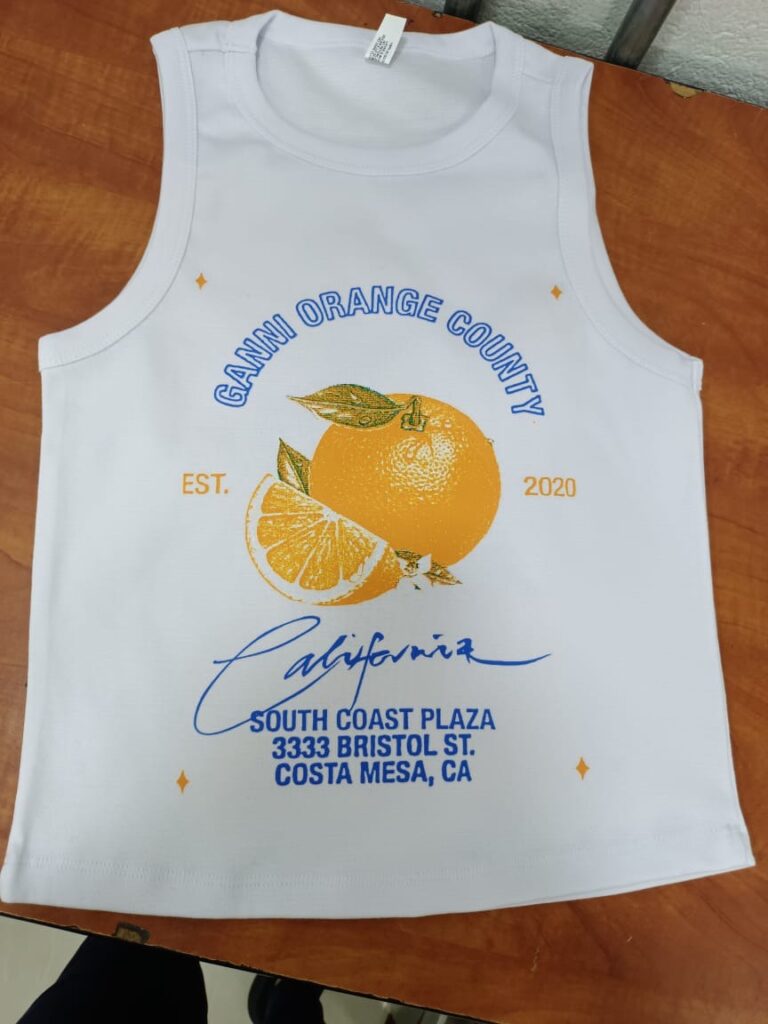 GANNI ORANGE COUNTY
EST. 2020
California
SOUTH COAST PLAZA
3333 BRISTOL ST.
COSTA MESA, CA